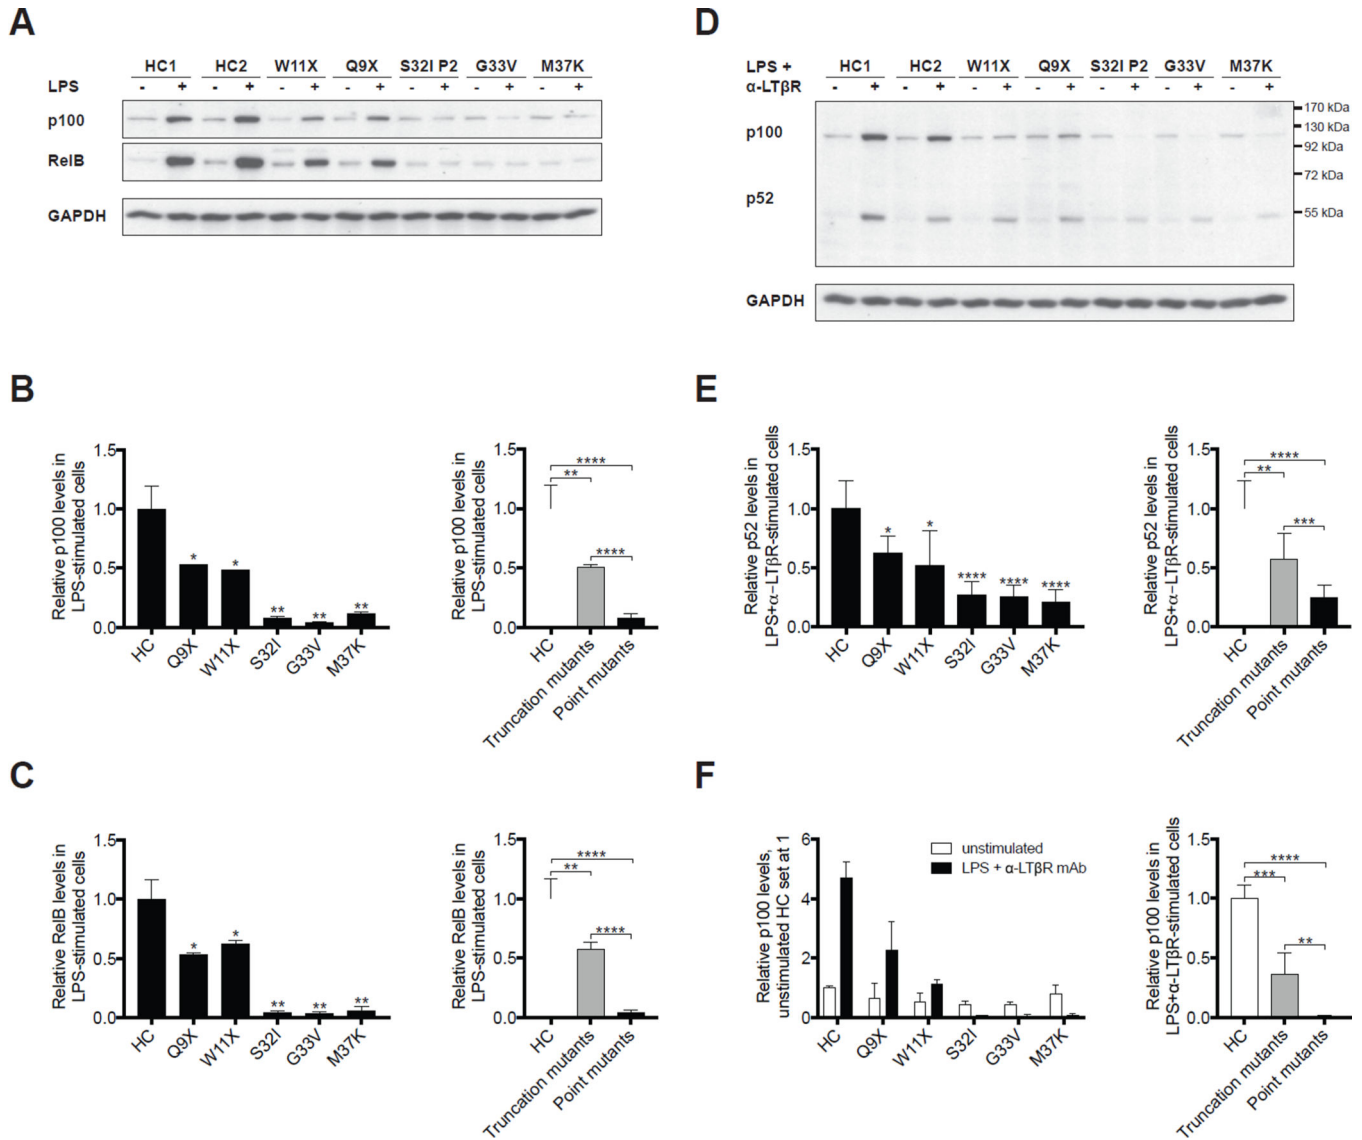 A
HC1 HC2 W11X Q9X S32I P2 G33V M37K
LPS - + - + - + - + - + - + - +
p100
RelB
GAPDH
D
LPS + HC1 HC2 W11X Q9X S32I P2 G33V M37K
α-LTβR - + - + - + - + - + - + - +
p100
p52
170 kDa
130 kDa
92 kDa
72 kDa
55 kDa
GAPDH
B
Relative p100 levels in
LPS-stimulated cells
1.5
1.0
0.5
0.0
* * ** ** **
HC Q9X W11X S32I G33V M37K
Relative p100 levels in
LPS-stimulated cells
1.5
1.0
0.5
0.0
****
**
****
HC Truncation mutants Point mutants
E
Relative p52 levels in
LPS+α–LTβR-stimulated cells
1.5
1.0
0.5
0.0
* * **** **** ****
HC Q9X W11X S32I G33V M37K
Relative p52 levels in
LPS+α-LTβR-stimulated cells
1.5
1.0
0.5
0.0
****
**
***
HC Truncation mutants Point mutants
C
Relative RelB levels in
LPS-stimulated cells
1.5
1.0
0.5
0.0
* * ** ** **
HC Q9X W11X S32I G33V M37K
Relative RelB levels in
LPS-stimulated cells
1.5
1.0
0.5
0.0
****
**
****
HC Truncation mutants Point mutants
F
Relative p100 levels,
unstimulated HC set at 1
6
4
2
0
unstimulated
LPS + α-LTβR mAb
HC Q9X W11X S32I G33V M37K
Relative p100 levels in
LPS+α-LTβR-stimulated cells
1.5
1.0
0.5
0.0
****
***
**
HC Truncation mutants Point mutants